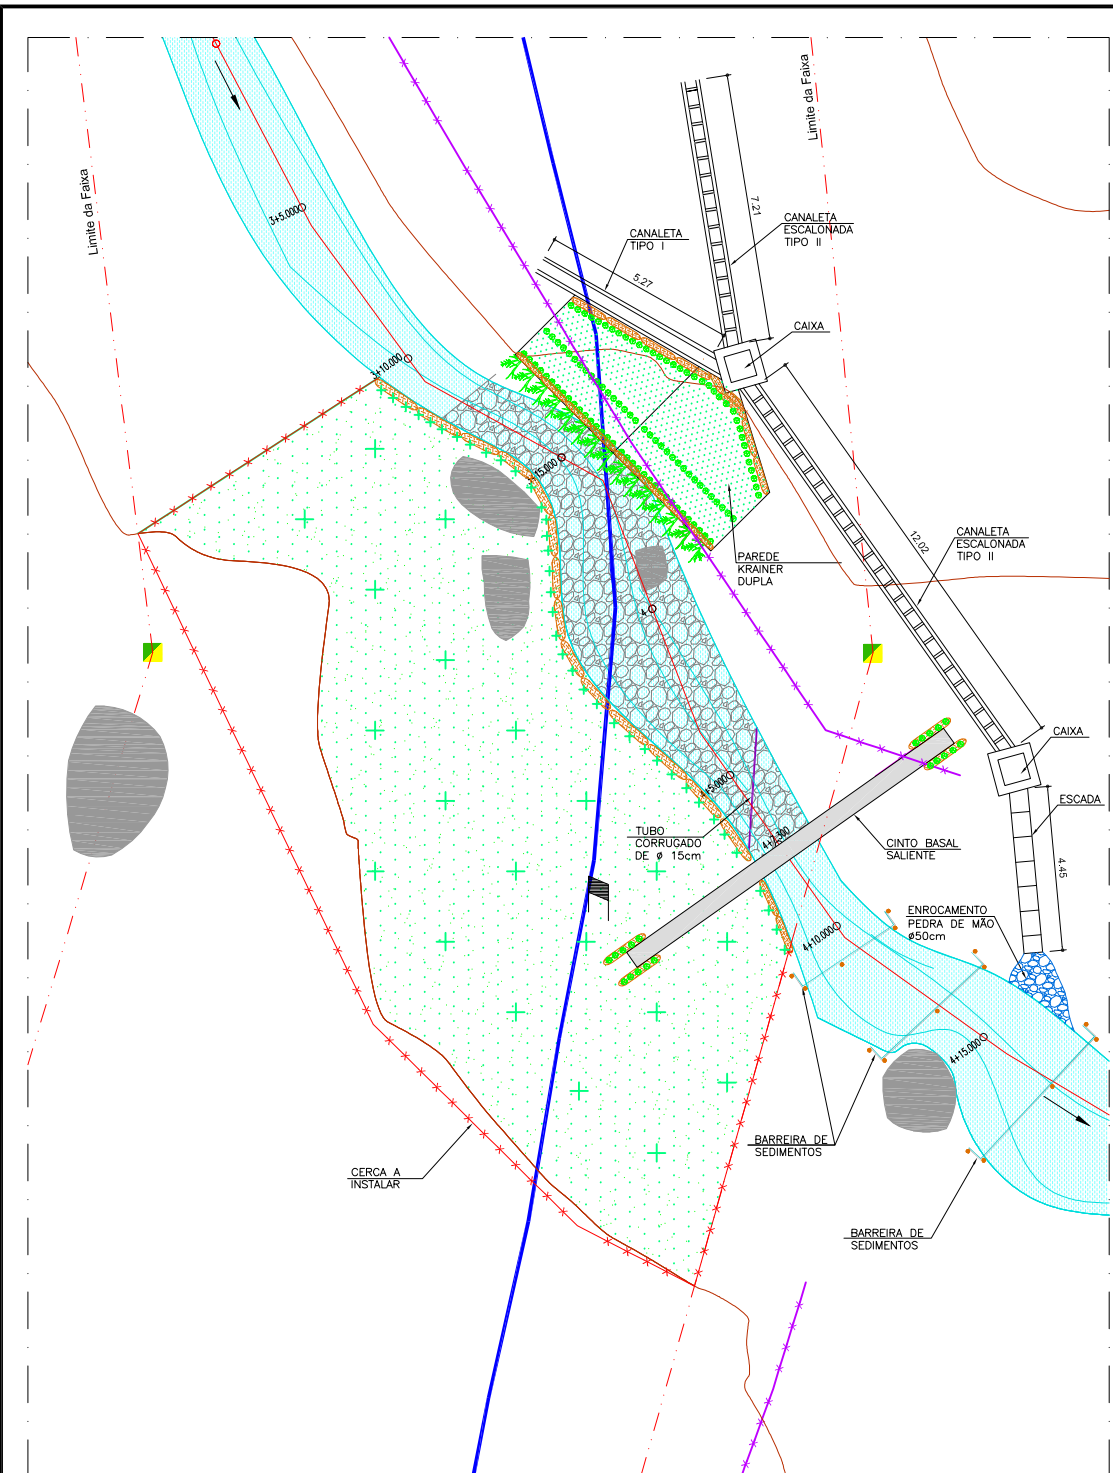 Limite da Faixa
Limite da Faixa
3+5.000
7.21
CANALETA
ESCALONADA
TIPO II
CANALETA
TIPO I
5.27
CAIXA
3+10.000
15.000
12.02
CANALETA
ESCALONADA
TIPO II
PAREDE
KRAINER
DUPLA
4
CAIXA
4+5.000
ESCADA
TUBO
CORRUGADO
DE ø 15cm
4+7.300
CINTO BASAL
SALIENTE
4.45
ENROCAMENTO
PEDRA DE MÃO
ø50cm
4+10.000
4+15.000
BARREIRA DE
SEDIMENTOS
CERCA A
INSTALAR
BARREIRA DE
SEDIMENTOS